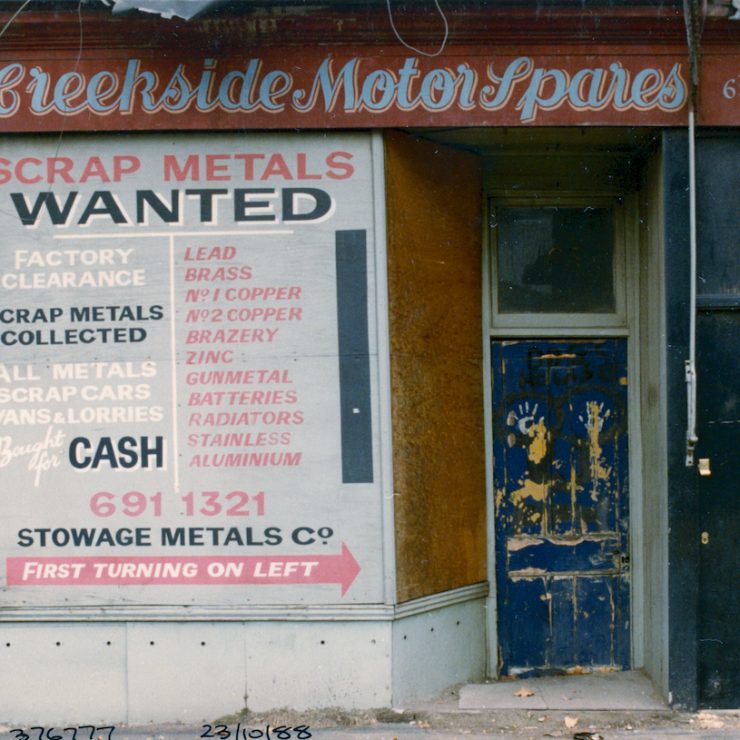 Creekside Motor Spares 6
SCRAP METALS
WANTED
FACTORY
CLEARANCE
CRAP METALS
COLLECTED
ALL METALS
SCRAP CARS
VANS & LORRIES
Bought
for CASH
LEAD
BRASS
Nº1 COPPER
Nº2 COPPER
BRAZERY
ZINC
GUNMETAL
BATTERIES
RADIATORS
STAINLESS
ALUMINIUM
691 1321
STOWAGE METALS Cº
FIRST TURNING ON LEFT
376777 23/10/88